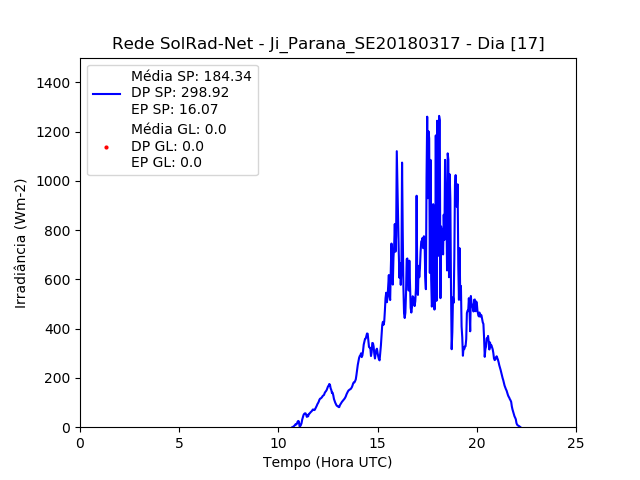 Rede SolRad-Net - Ji_Parana_SE20180317 - Dia [17]
Média SP: 184.34
DP SP: 298.92
EP SP: 16.07
Média GL: 0.0
DP GL: 0.0
EP GL: 0.0
Irradiância (Wm-2)
1400
1200
1000
800
600
400
200
0
0 5 10 15 20 25
Tempo (Hora UTC)